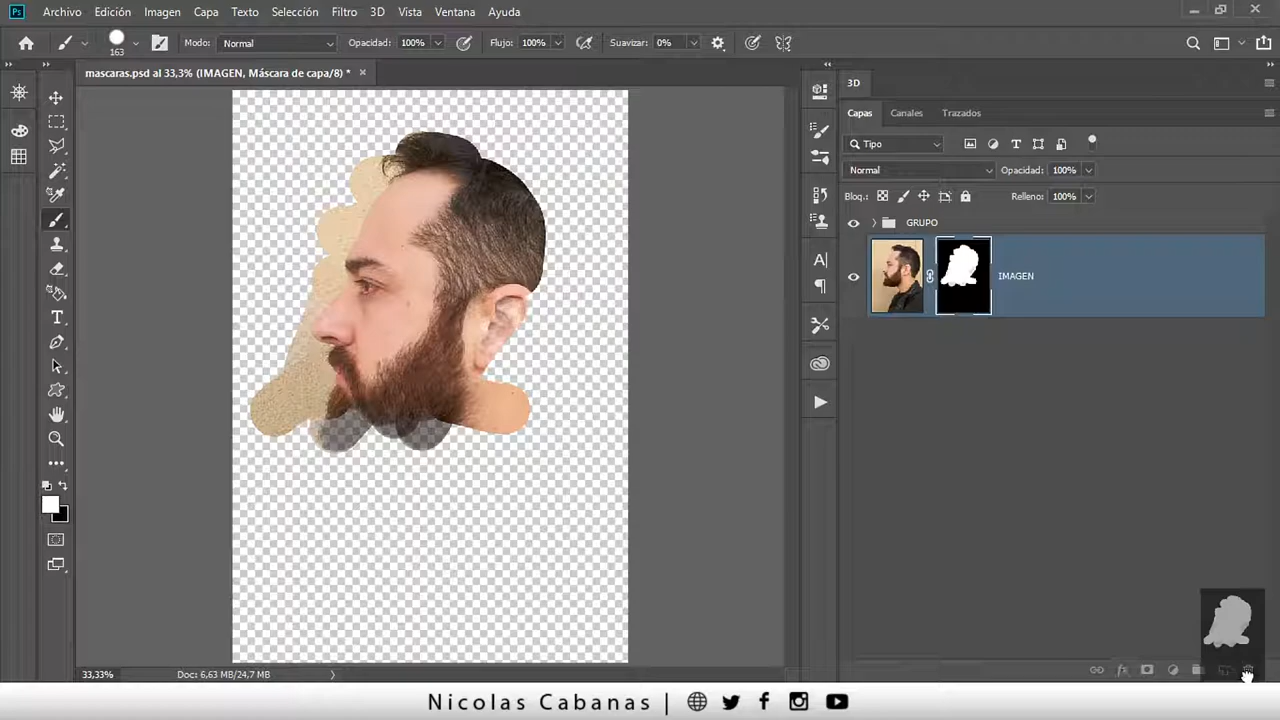 Ps Archivo Edición Imagen Capa Texto Selección Filtro 3D Vista Ventana Ayuda
163 Modo: Normal Opacidad: 100% Flujo: 100% Suavizar: 0%
mascaras.psd al 33,3% (IMAGEN, Máscara de capa/8) *
3D
Capas Canales Trazados
Tipo
Normal Opacidad: 100%
Bloq.: Relleno: 100%
GRUPO
IMAGEN
33,33% Doc: 6,63 MB/24,7 MB
Nicolas Cabanas |